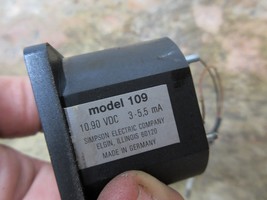 model 109
10.90 VDC 3-5.5 mA
SIMPSON ELECTRIC COMPANY
ELGIN, ILLINOIS 60120
MADE IN GERMANY